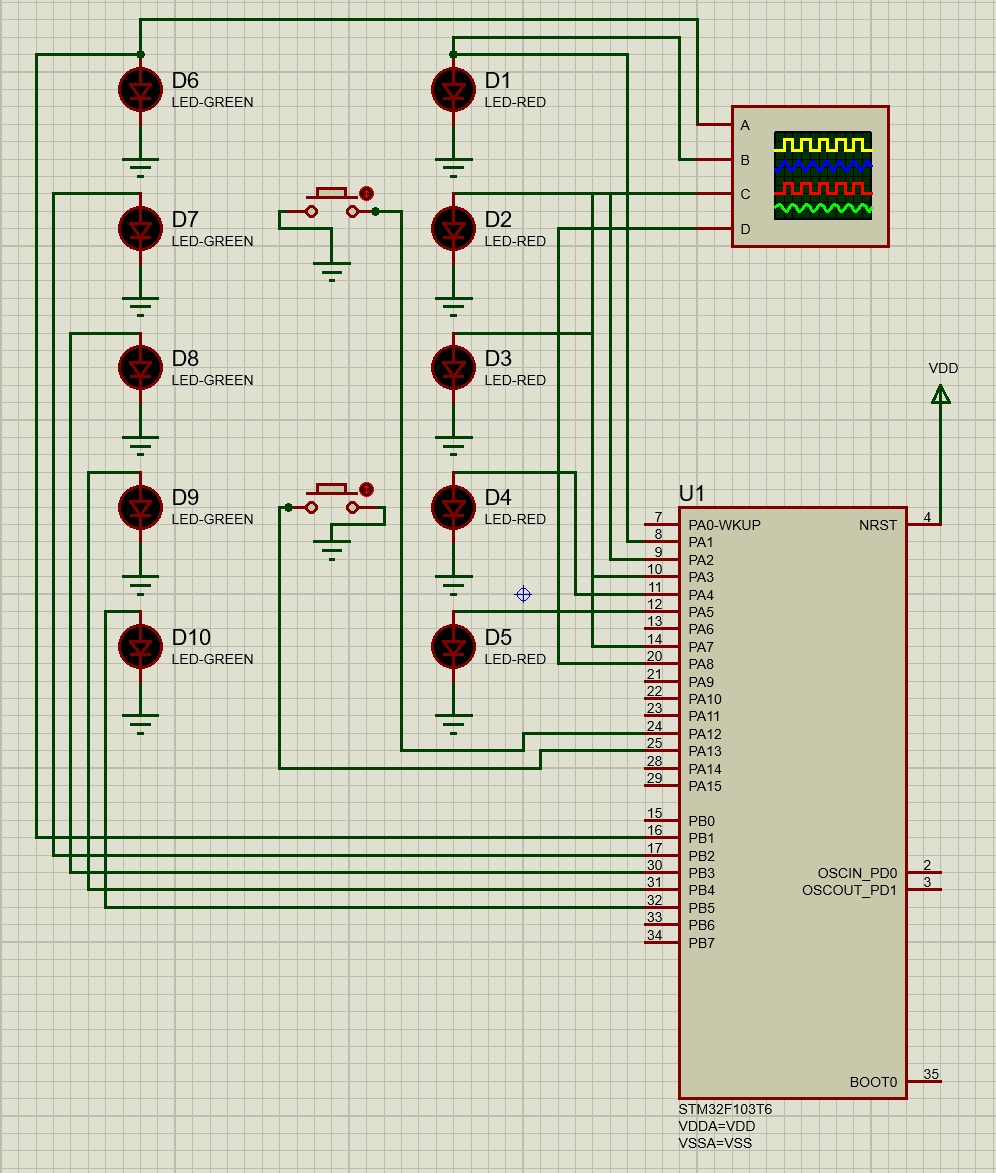 D6
LED-GREEN
D1
LED-RED
A
B
C
D
D7
LED-GREEN
D2
LED-RED
D8
LED-GREEN
D3
LED-RED
VDD
D9
LED-GREEN
D4
LED-RED
D10
LED-GREEN
D5
LED-RED
U1
7 PA0-WKUP NRST 4
8 PA1
9 PA2
10 PA3
11 PA4
12 PA5
13 PA6
14 PA7
20 PA8
21 PA9
22 PA10
23 PA11
24 PA12
25 PA13
28 PA14
29 PA15
15 PB0
16 PB1
17 PB2
30 PB3 OSCIN_PD0 2
31 PB4 OSCOUT_PD1 3
32 PB5
33 PB6
34 PB7
BOOT0 35
STM32F103T6
VDDA=VDD
VSSA=VSS